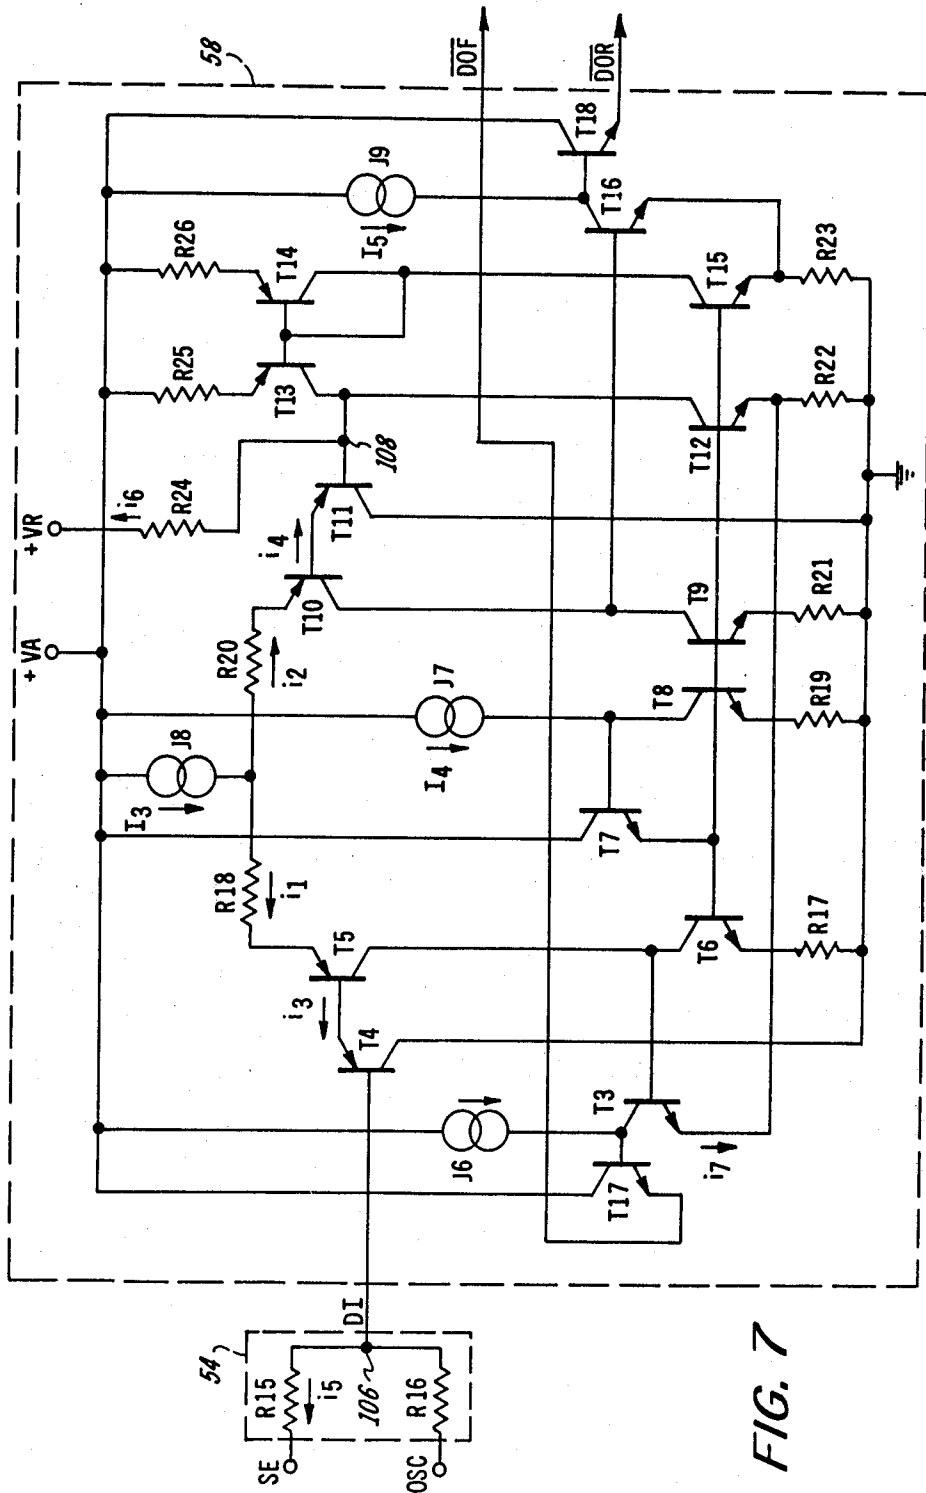 58
+VA
+VR
I3
J8
R25
R26
i6
R24
J9
I5
T14
T13
R18
i1
R20
i2
i4
T10
T11
108
T5
i3
T4
J7
I4
DOF
DOR
T18
T16
J6
T3
T17
i7
T7
T6
T8
T9
T12
T15
R17
R19
R21
R22
R23
54
SE
R15
i5
DI
106
OSC
R16
FIG. 7